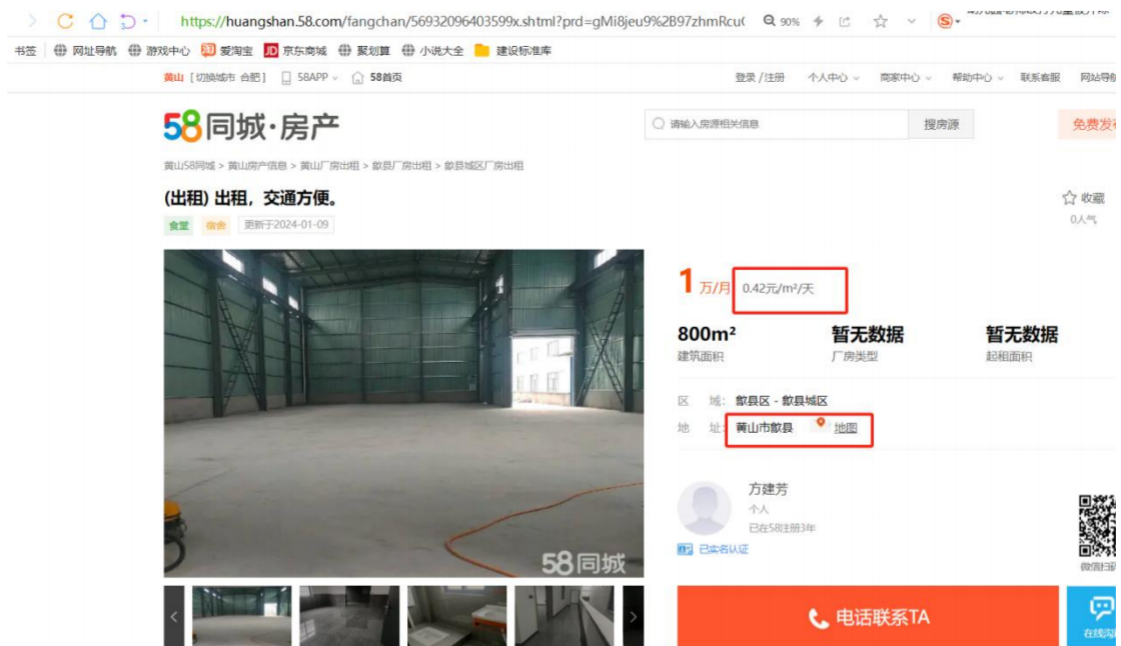 https://huangshan.58.com/fangchan/56932096403599x.shtml?prd=gMi8jeu9%2B97zhmRcu( 90%
书签 网址导航 游戏中心 爱淘宝 JD 京东商城 聚划算 小说大全 建设标准库
黄山 [切换城市 合肥] 58APP 58首页 登录/注册 个人中心 商家中心 帮助中心 联系客服 网站导航
58同城·房产
请输入房源相关信息 搜房源 免费发布
黄山58同城 > 黄山房产信息 > 黄山厂房出租 > 歙县厂房出租 > 歙县城区厂房出租
(出租) 出租，交通方便。
收藏
食堂 宿舍 更新于2024-01-09
0人气
1 万/月 0.42元/m²/天
800m² 暂无数据 暂无数据
建筑面积 厂房类型 起租面积
区 域: 歙县区 - 歙县城区
地 址: 黄山市歙县 地图
方建芳
个人
已在58注册3年
已实名认证
微信扫码
58同城
电话联系TA
在线沟通